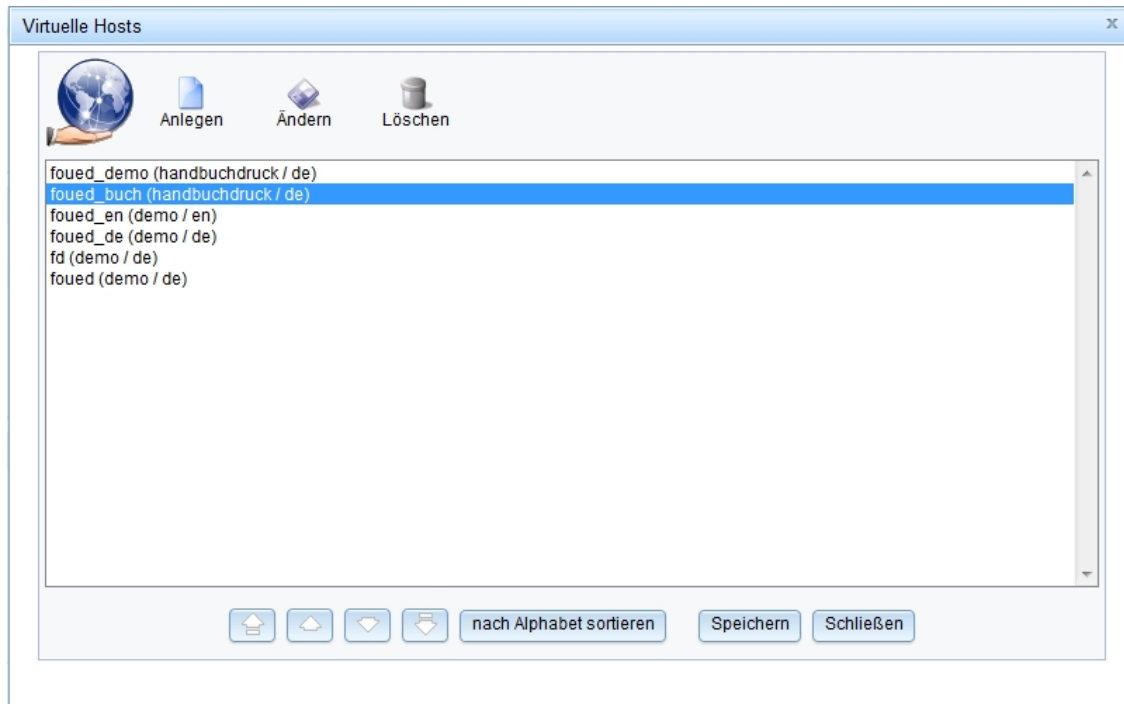 Virtuelle Hosts
x
Anlegen Ändern Löschen
foued_demo (handbuchdruck / de)
foued_buch (handbuchdruck / de)
foued_en (demo / en)
foued_de (demo / de)
fd (demo / de)
foued (demo / de)
nach Alphabet sortieren Speichern Schließen